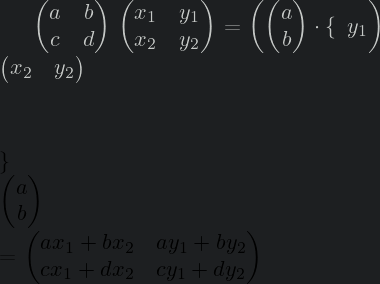 (a b c d) (x₁ y₁ x₂ y₂) = ((a b) · { y₁)
(x₂ y₂)
}
(a b)
= (ax₁ + bx₂ ay₁ + by₂ cx₁ + dx₂ cy₁ + dy₂)